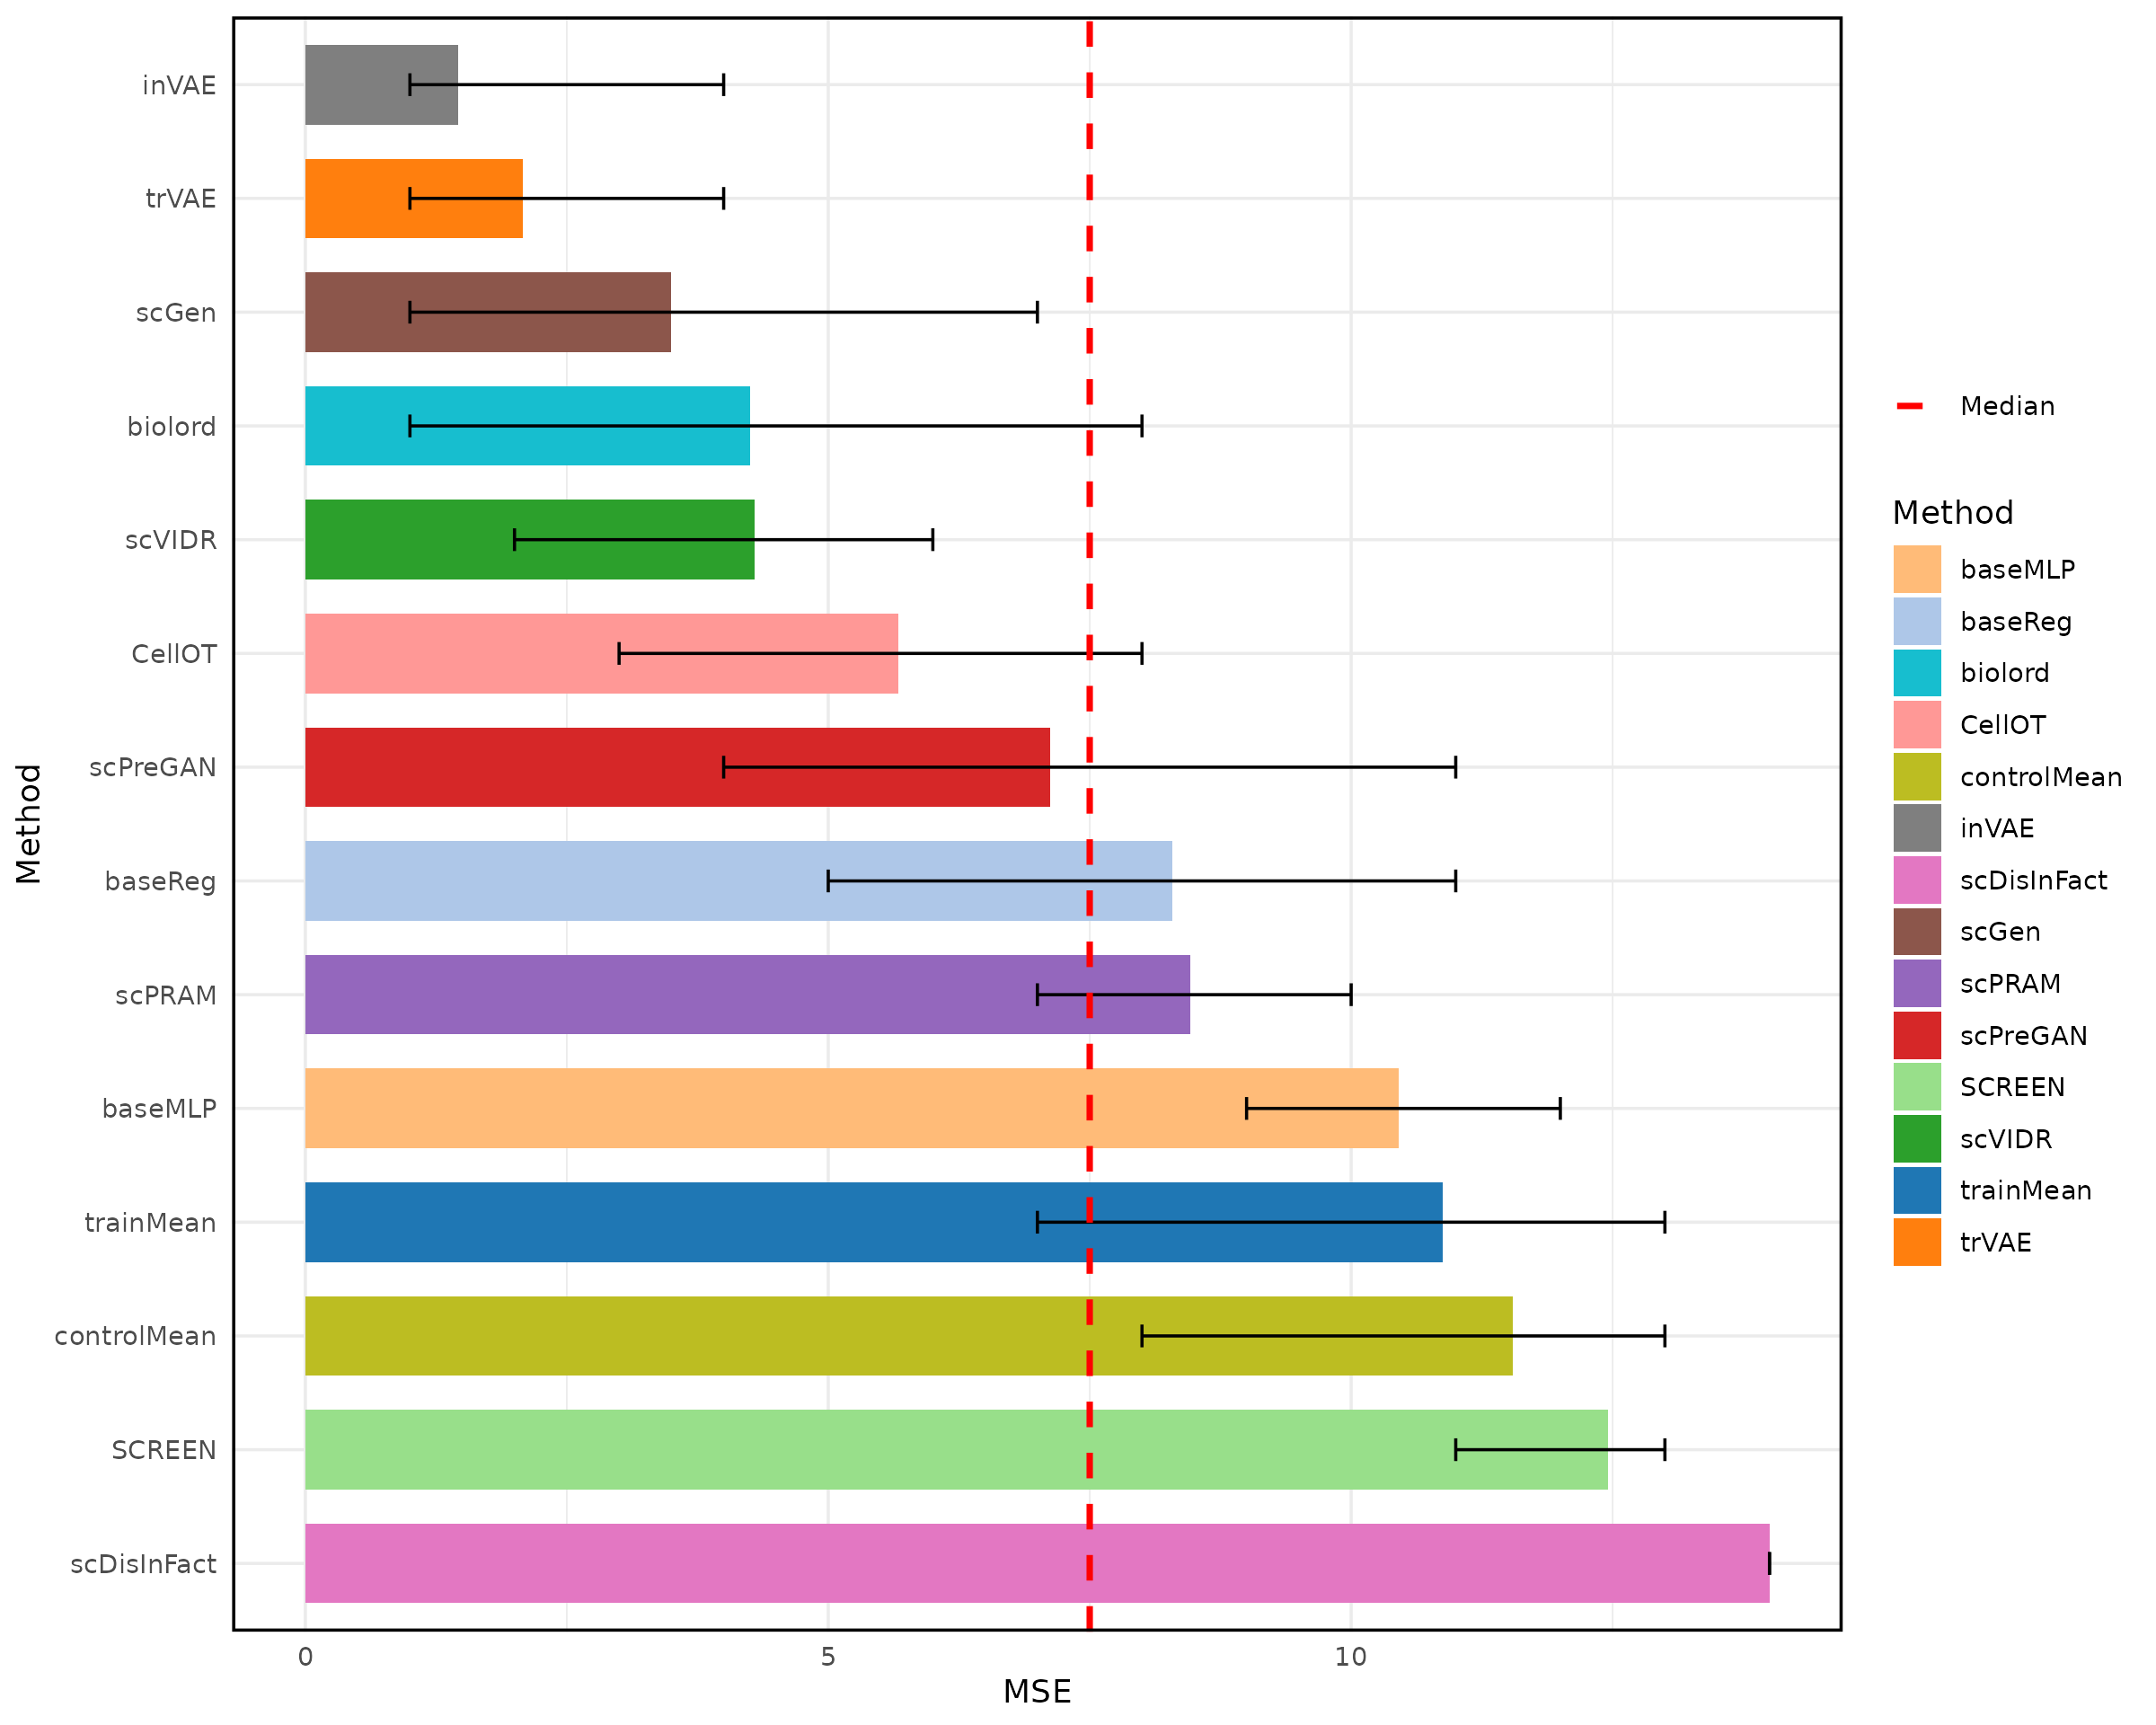 inVAE
trVAE
scGen
biolord
scVIDR
CellOT
scPreGAN
baseReg
scPRAM
baseMLP
trainMean
controlMean
SCREEN
scDisInFact
Method
0 5 10
MSE
Median
Method
baseMLP
baseReg
biolord
CellOT
controlMean
inVAE
scDisInFact
scGen
scPRAM
scPreGAN
SCREEN
scVIDR
trainMean
trVAE